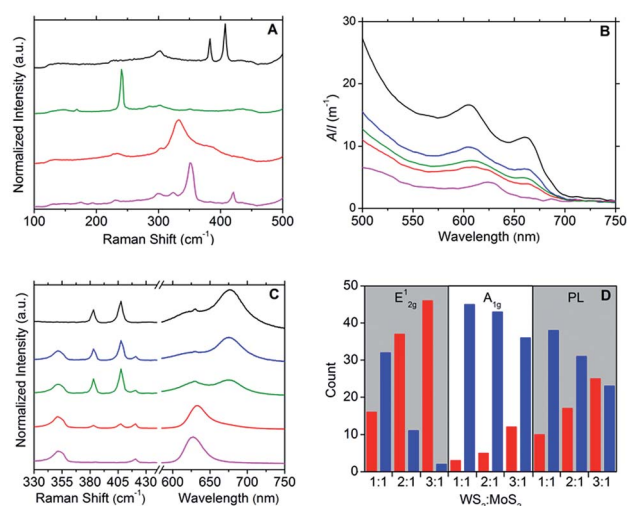 A
Normalized Intensity (a.u.)
100 200 300 400 500
Raman Shift (cm⁻¹)
B
A/l (m⁻¹)
30
20
10
0
500 550 600 650 700 750
Wavelength (nm)
C
Normalized Intensity (a.u.)
330 355 380 405 430 600 650 700 750
Raman Shift (cm⁻¹) Wavelength (nm)
D
E¹₂g A₁g PL
Count
50
40
30
20
10
0
1:1 2:1 3:1 1:1 2:1 3:1 1:1 2:1 3:1
WS₂:MoS₂